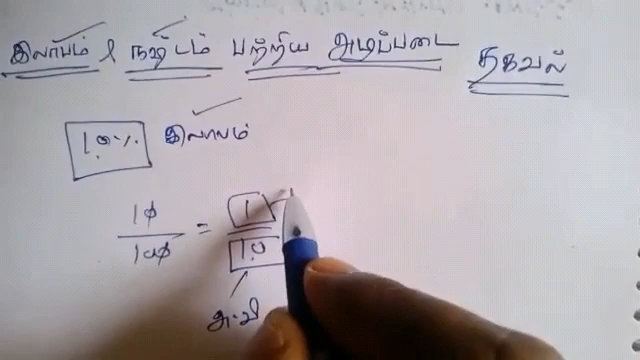 இலாபம் & நஷ்டம் பற்றிய அடிப்படை தகவல்
10% இலாபம்
10/100 = 1/10
அ.வி